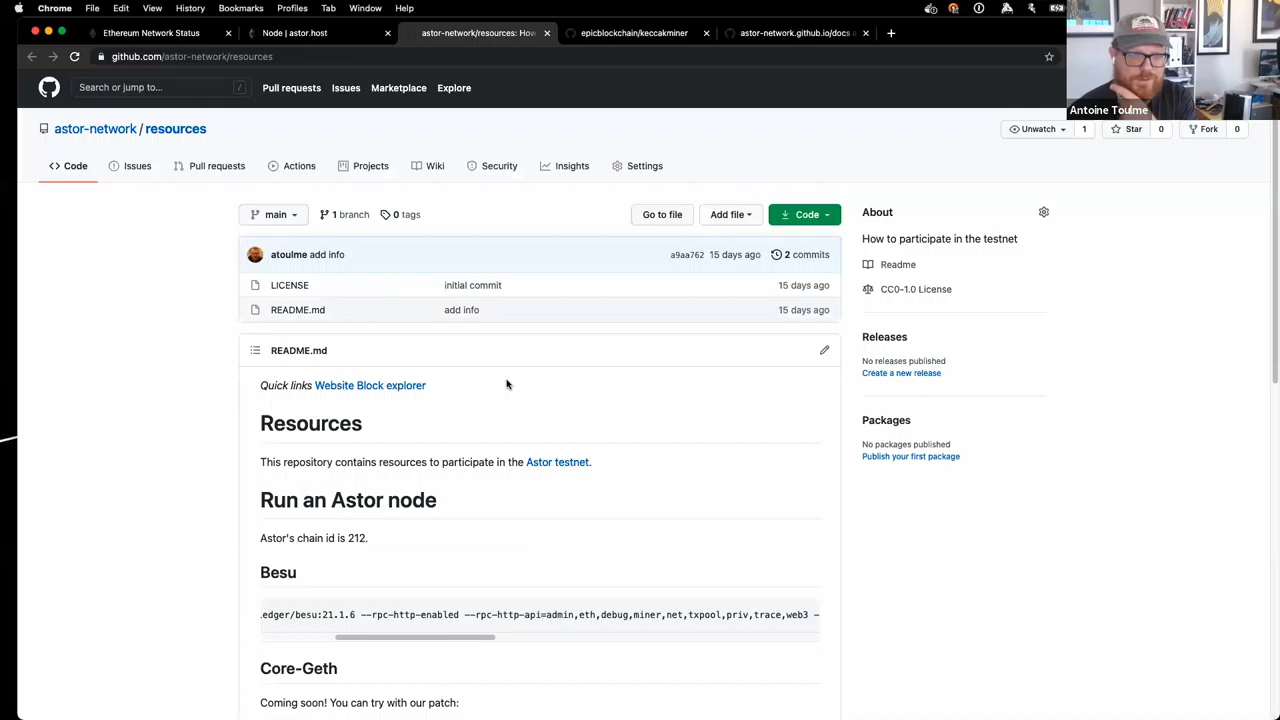 Chrome File Edit View History Bookmarks Profiles Tab Window Help
Ethereum Network Status
Node | astor.host
astor-network/resources: How
epicblockchain/keccakminer
astor-network.github.io/docs a
github.com/astor-network/resources
Search or jump to... /
Pull requests Issues Marketplace Explore
Antoine Toulme
astor-network / resources
Unwatch 1 Star 0 Fork 0
Code Issues Pull requests Actions Projects Wiki Security Insights Settings
main 1 branch 0 tags
Go to file Add file Code
atoulme add info a9aa762 15 days ago 2 commits
LICENSE initial commit 15 days ago
README.md add info 15 days ago
README.md
Quick links Website Block explorer
Resources
This repository contains resources to participate in the Astor testnet.
Run an Astor node
Astor's chain id is 212.
Besu
ledger/besu:21.1.6 --rpc-http-enabled --rpc-http-api=admin,eth,debug,miner,net,txpool,priv,trace,web3 -
Core-Geth
Coming soon! You can try with our patch:
About
How to participate in the testnet
Readme
CC0-1.0 License
Releases
No releases published
Create a new release
Packages
No packages published
Publish your first package